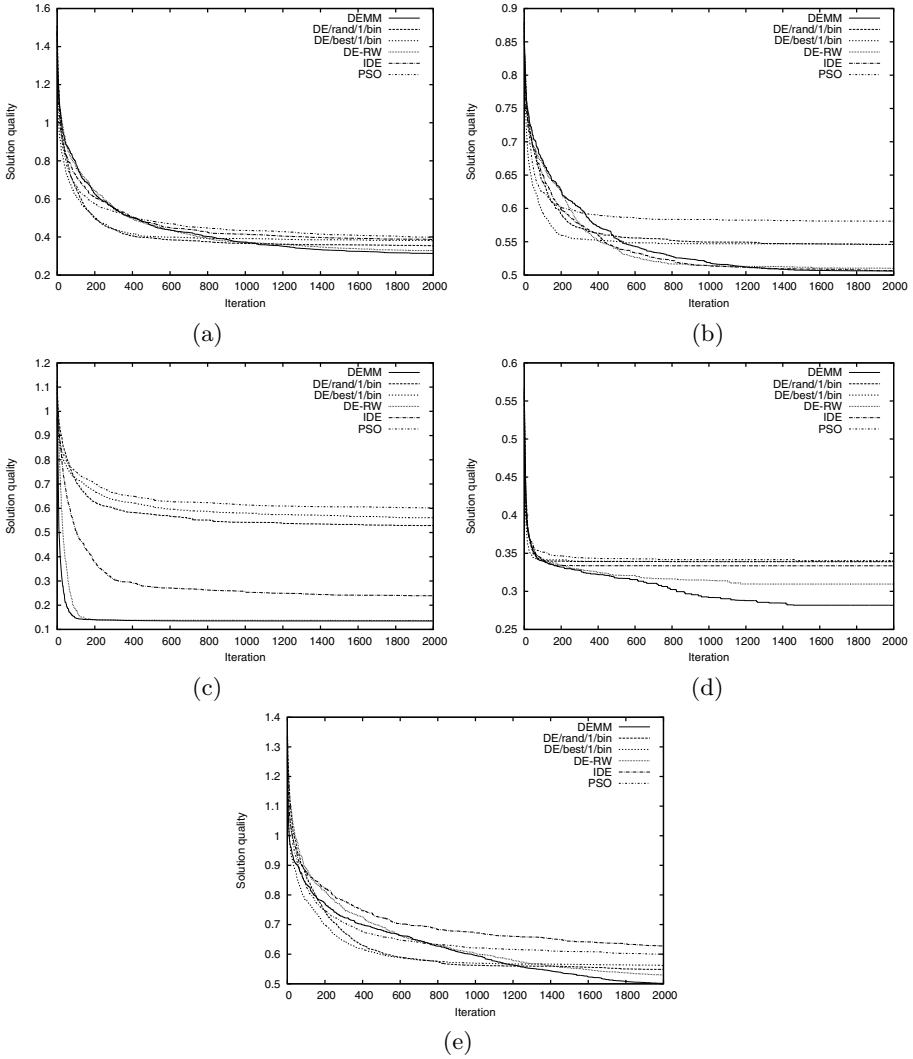 DEMM
DE/rand/1/bin
DE/best/1/bin
DE-RW
IDE
PSO
Solution quality
1.6
1.4
1.2
1
0.8
0.6
0.4
0.2
0 200 400 600 800 1000 1200 1400 1600 1800 2000
Iteration
(a)
DEMM
DE/rand/1/bin
DE/best/1/bin
DE-RW
IDE
PSO
Solution quality
0.9
0.85
0.8
0.75
0.7
0.65
0.6
0.55
0.5
0 200 400 600 800 1000 1200 1400 1600 1800 2000
Iteration
(b)
DEMM
DE/rand/1/bin
DE/best/1/bin
DE-RW
IDE
PSO
Solution quality
1.2
1.1
1
0.9
0.8
0.7
0.6
0.5
0.4
0.3
0.2
0.1
0 200 400 600 800 1000 1200 1400 1600 1800 2000
Iteration
(c)
DEMM
DE/rand/1/bin
DE/best/1/bin
DE-RW
IDE
PSO
Solution quality
0.6
0.55
0.5
0.45
0.4
0.35
0.3
0.25
0 200 400 600 800 1000 1200 1400 1600 1800 2000
Iteration
(d)
DEMM
DE/rand/1/bin
DE/best/1/bin
DE-RW
IDE
PSO
Solution quality
1.4
1.3
1.2
1.1
1
0.9
0.8
0.7
0.6
0.5
0 200 400 600 800 1000 1200 1400 1600 1800 2000
Iteration
(e)